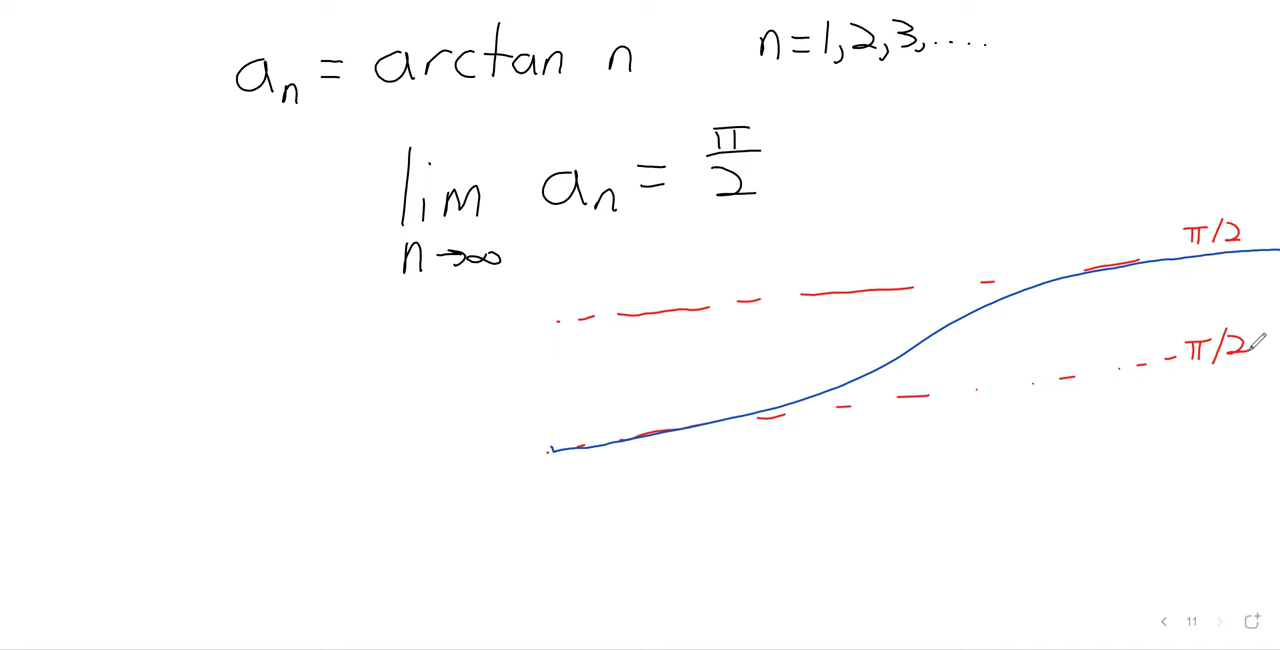 aₙ = arctan n n = 1, 2, 3, ....
lim aₙ = π/2
n→∞
π/2
-π/2
11